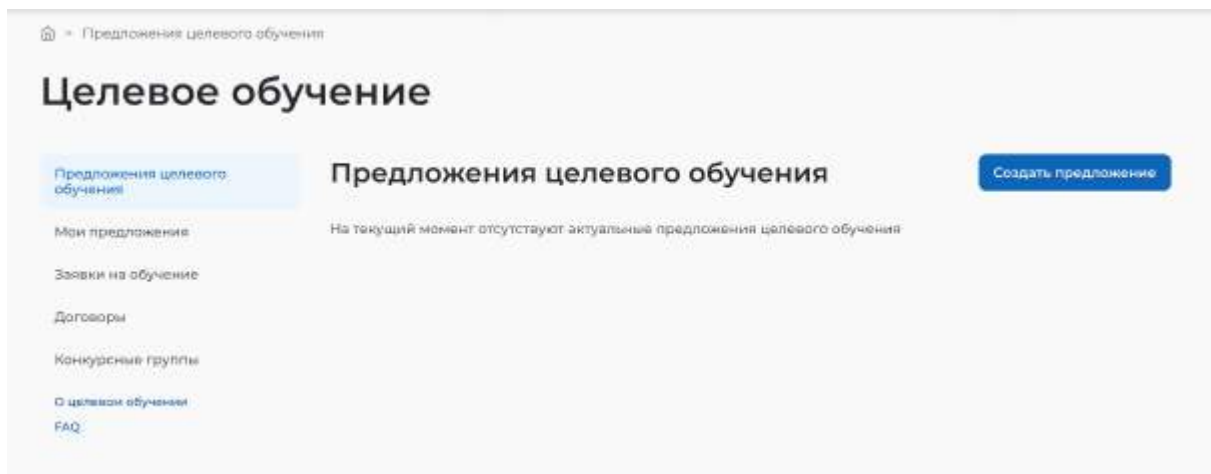 Предложения целевого обучения
Целевое обучение
Предложения целевого
обучения
Мои предложения
Заявки на обучение
Договоры
Конкурсные группы
О целевом обучении
FAQ
Предложения целевого обучения
Создать предложение
На текущий момент отсутствуют актуальные предложения целевого обучения